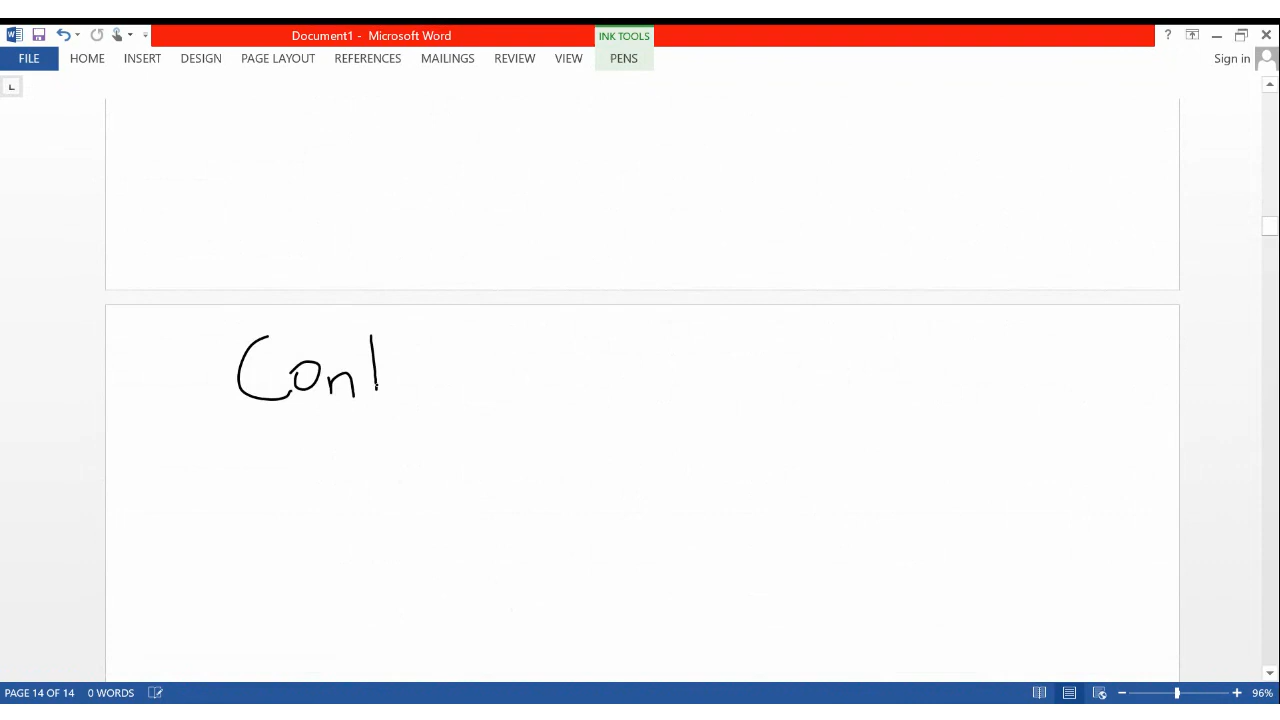 Document1 - Microsoft Word
INK TOOLS
?
FILE
HOME
INSERT
DESIGN
PAGE LAYOUT
REFERENCES
MAILINGS
REVIEW
VIEW
PENS
Sign in
Conl
PAGE 14 OF 14
0 WORDS
96%